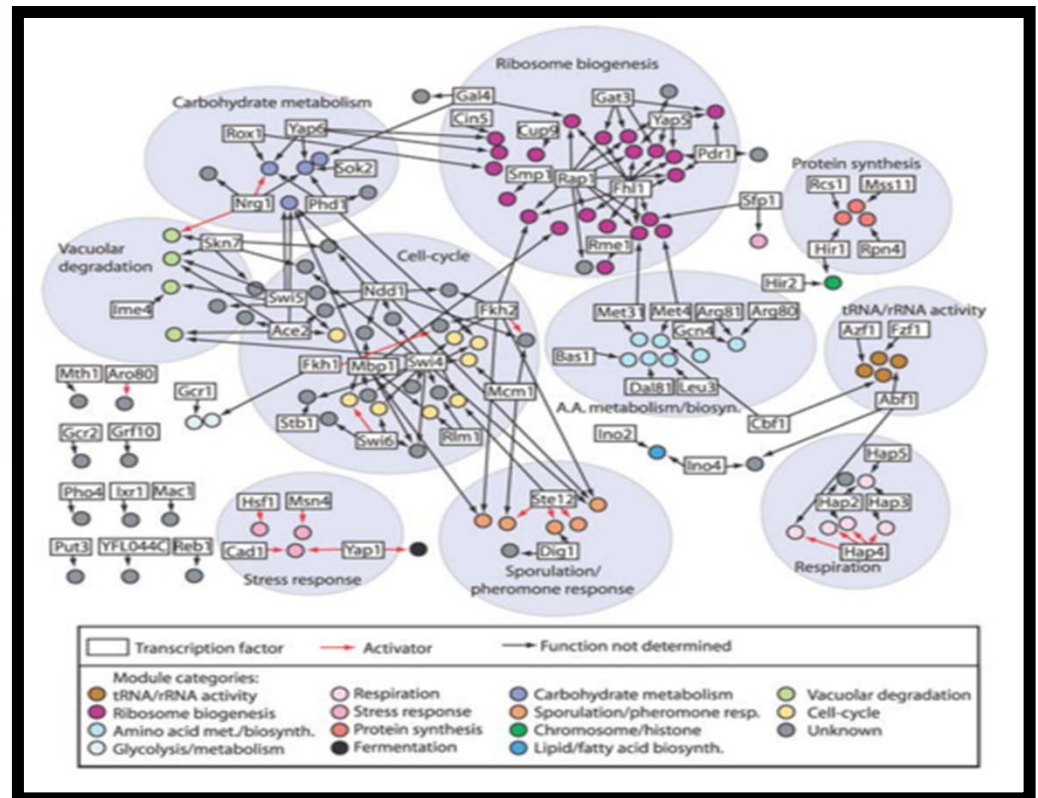 Ribosome biogenesis
Carbohydrate metabolism
Gal4
Gat3
Cin5
Yap5
Rox1
Yap6
Cup9
Sok2
Pdr1
Smp1
Rap1
Fhl1
Protein synthesis
Rcs1
Mss11
Nrg1
Phd1
Sfp1
Skn7
Rme1
Hir1
Rpn4
Vacuolar
degradation
Cell-cycle
Hir2
Swi5
Ndd1
Ime4
Fkh2
Met31
Met4
Arg81
Arg80
tRNA/rRNA activity
Ace2
Gcn4
Azf1
Fzf1
Fkh1
Mbp1
Swi4
Bas1
Mth1
Aro80
Gcr1
Mcm1
Dal81
Leu3
Abf1
A.A. metabolism/biosyn.
Stb1
Cbf1
Gcr2
Grf10
Swi6
Rlm1
Ino2
Ino4
Hap5
Pho4
Ixr1
Mac1
Hsf1
Msn4
Ste12
Hap2
Hap3
Put3
YFL044C
Reb1
Cad1
Yap1
Dig1
Hap4
Respiration
Stress response
Sporulation/
pheromone response
Transcription factor
Activator
Function not determined
Module categories:
tRNA/rRNA activity
Respiration
Carbohydrate metabolism
Vacuolar degradation
Ribosome biogenesis
Stress response
Sporulation/pheromone resp.
Cell-cycle
Amino acid met./biosynth.
Protein synthesis
Chromosome/histone
Unknown
Glycolysis/metabolism
Fermentation
Lipid/fatty acid biosynth.